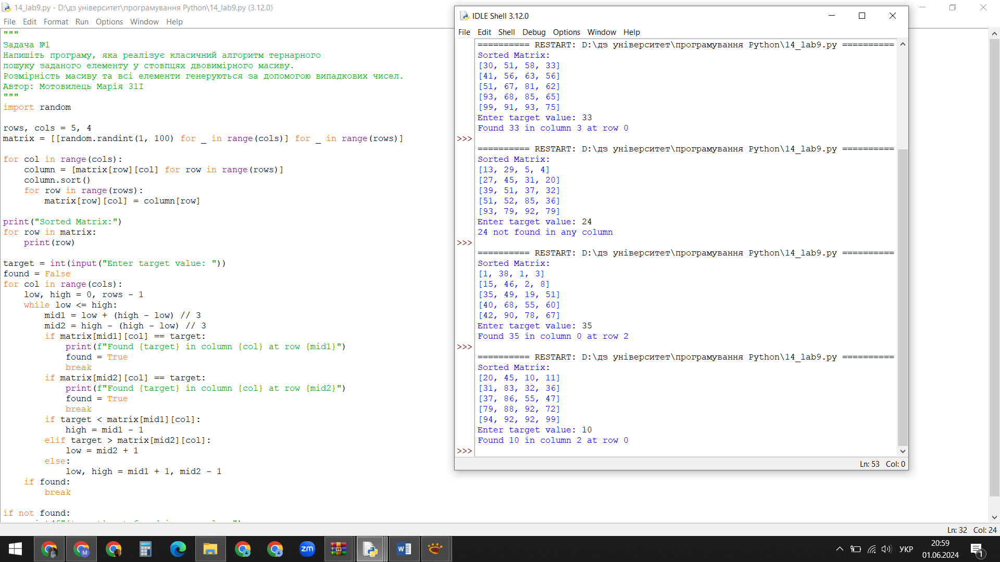 14_lab9.py - D:\дз університет\програмування Python\14_lab9.py (3.12.0)
File Edit Format Run Options Window Help
"""
Задача №1
Напишіть програму, яка реалізує класичний алгоритм тернарного
пошуку заданого елементу у стовпцях двовимірного масиву.
Розмірність масиву та всі елементи генеруються за допомогою випадкових чисел.
Автор: Мотовилець Марія 31І
"""
import random
rows, cols = 5, 4
matrix = [[random.randint(1, 100) for _ in range(cols)] for _ in range(rows)]
for col in range(cols):
    column = [matrix[row][col] for row in range(rows)]
    column.sort()
    for row in range(rows):
        matrix[row][col] = column[row]
print("Sorted Matrix:")
for row in matrix:
    print(row)
target = int(input("Enter target value: "))
found = False
for col in range(cols):
    low, high = 0, rows - 1
    while low <= high:
        mid1 = low + (high - low) // 3
        mid2 = high - (high - low) // 3
        if matrix[mid1][col] == target:
            print(f"Found {target} in column {col} at row {mid1}")
            found = True
            break
        if matrix[mid2][col] == target:
            print(f"Found {target} in column {col} at row {mid2}")
            found = True
            break
        if target < matrix[mid1][col]:
            high = mid1 - 1
        elif target > matrix[mid2][col]:
            low = mid2 + 1
        else:
            low, high = mid1 + 1, mid2 - 1
    if found:
        break
if not found:
Ln: 32 Col: 24
IDLE Shell 3.12.0
File Edit Shell Debug Options Window Help
========== RESTART: D:\дз університет\програмування Python\14_lab9.py ==========
Sorted Matrix:
[30, 51, 58, 33]
[41, 56, 63, 56]
[51, 67, 81, 62]
[93, 68, 85, 65]
[99, 91, 93, 75]
Enter target value: 33
Found 33 in column 3 at row 0
>>>
========== RESTART: D:\дз університет\програмування Python\14_lab9.py ==========
Sorted Matrix:
[13, 29, 5, 4]
[27, 45, 31, 20]
[39, 51, 37, 32]
[51, 52, 85, 36]
[93, 79, 92, 79]
Enter target value: 24
24 not found in any column
>>>
========== RESTART: D:\дз університет\програмування Python\14_lab9.py ==========
Sorted Matrix:
[1, 38, 1, 3]
[15, 46, 2, 8]
[35, 49, 19, 51]
[40, 68, 55, 60]
[42, 90, 78, 67]
Enter target value: 35
Found 35 in column 0 at row 2
>>>
========== RESTART: D:\дз університет\програмування Python\14_lab9.py ==========
Sorted Matrix:
[20, 45, 10, 11]
[31, 83, 32, 36]
[37, 86, 55, 47]
[79, 88, 92, 72]
[94, 92, 92, 99]
Enter target value: 10
Found 10 in column 2 at row 0
>>>
Ln: 53 Col: 0
M
zm
W
УКР
20:59
01.06.2024
1